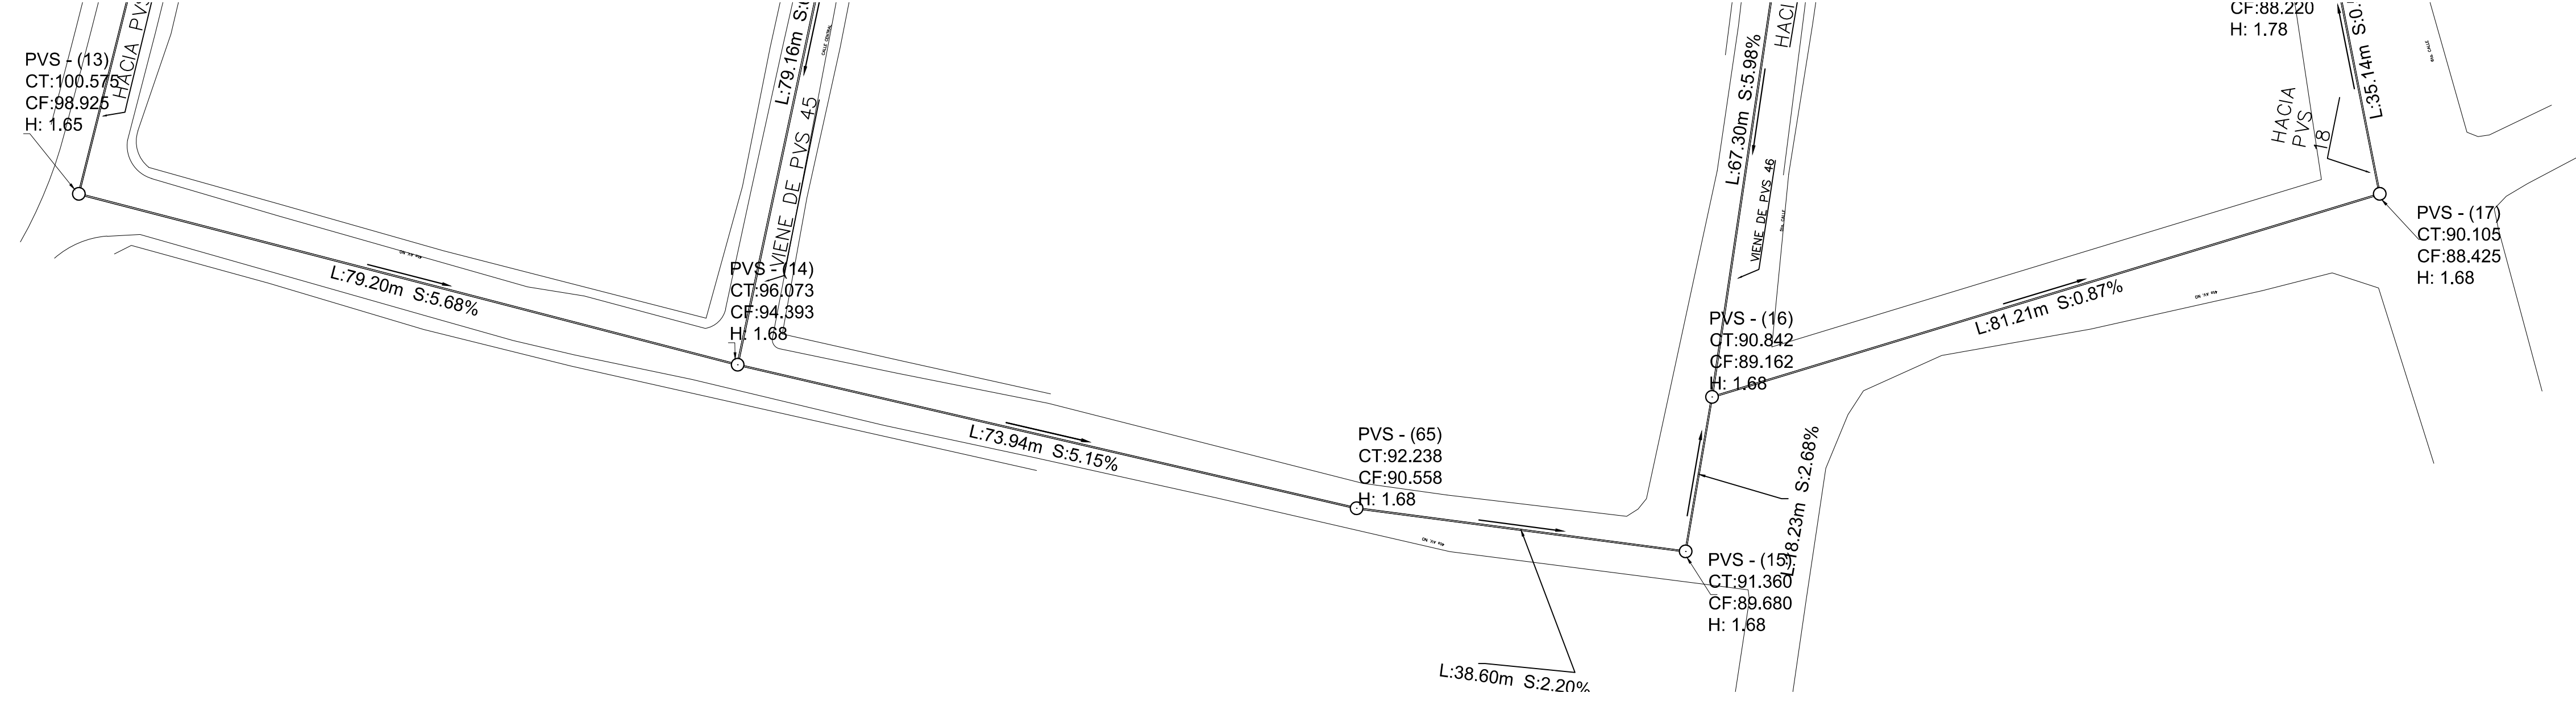 PVS - (13)
CT:100.575
CF:98.925
H: 1.65
L:79.16m
CALLE CENTRAL
VIENE DE PVS 45
L:79.20m S:5.68%
PVS - (14)
CT:96.073
CF:94.393
H: 1.68
L:73.94m S:5.15%
PVS - (65)
CT:92.238
CF:90.558
H: 1.68
L:38.60m S:2.20%
PVS - (15)
CT:91.360
CF:89.680
H: 1.68
L:18.23m S:2.68%
L:67.30m S:5.98%
VIENE DE PVS 46
PVS - (16)
CT:90.842
CF:89.162
H: 1.68
L:81.21m S:0.87%
CF:88.220
H: 1.78
L:35.14m
HACIA
PVS
18
PVS - (17)
CT:90.105
CF:88.425
H: 1.68